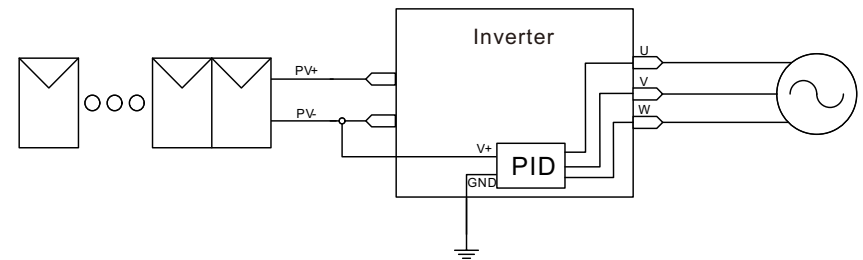 Inverter
PV+
PV-
U
V
W
V+
GND
PID